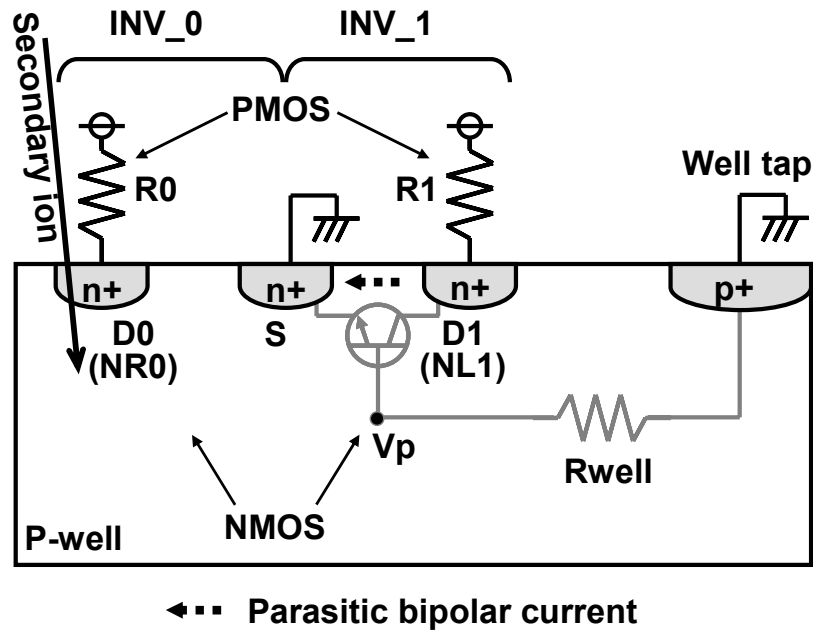 INV_0
INV_1
Secondary ion
PMOS
R0
R1
Well tap
n+
n+
n+
p+
D0
(NR0)
S
D1
(NL1)
Vp
Rwell
NMOS
P-well
Parasitic bipolar current